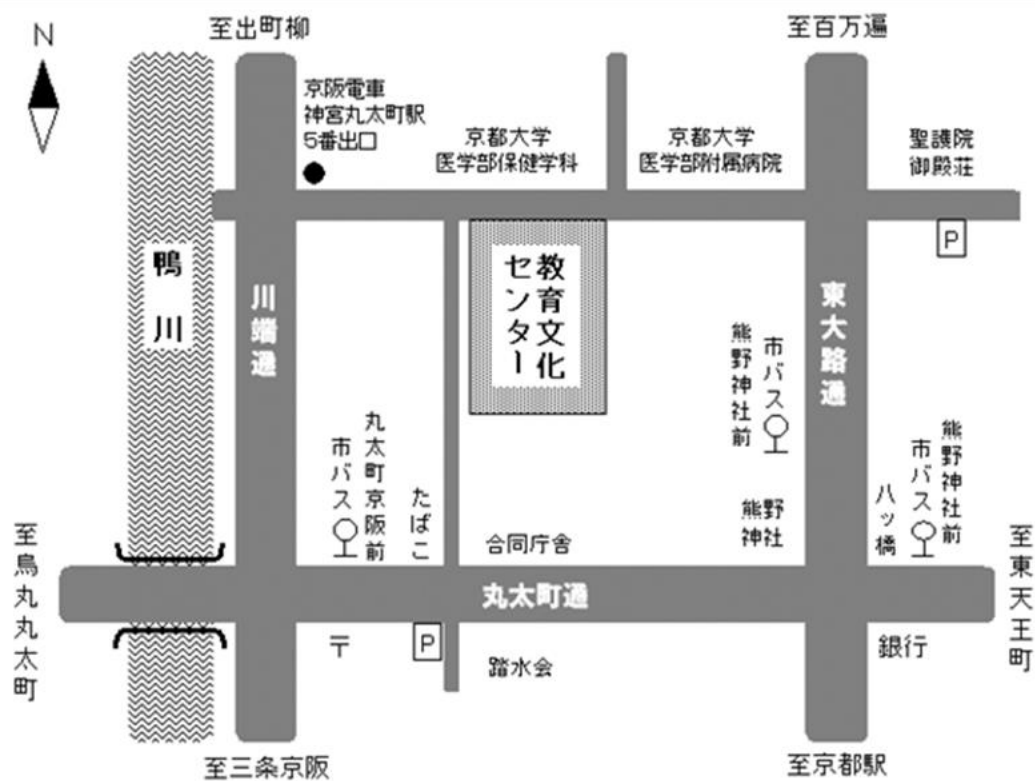 N
至出町柳
至百万遍
京阪電車
神宮丸太町駅
5番出口
京都大学
医学部保健学科
京都大学
医学部附属病院
聖護院
御殿荘
P
鴨川
川端通
教育文化
センター
東大路通
市バス
熊野神社前
丸太町京阪前
市バス
たばこ
合同庁舎
熊野
神社
八ッ橋
熊野神社前
市バス
至烏丸丸太町
丸太町通
至東天王町
〒
P
踏水会
銀行
至三条京阪
至京都駅